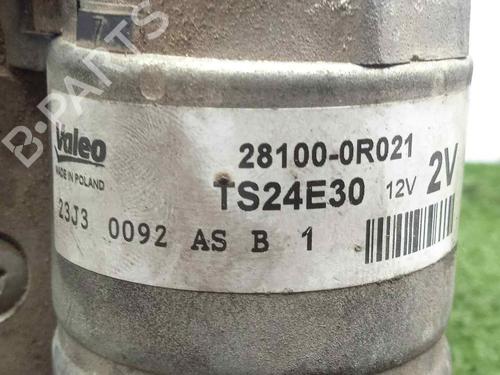 B-PARTS
Valeo
MADE IN POLAND
28100-0R021
TS24E30 12V 2V
23J3 0092 AS B 1